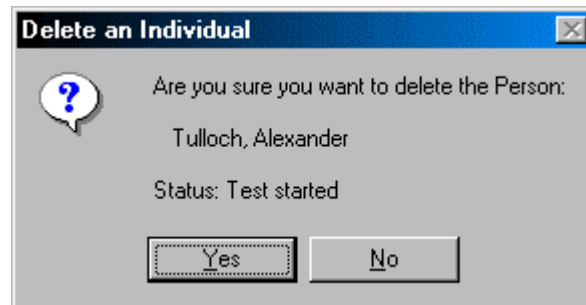 Delete an Individual
Are you sure you want to delete the Person:
Tulloch, Alexander
Status: Test started
Yes
No